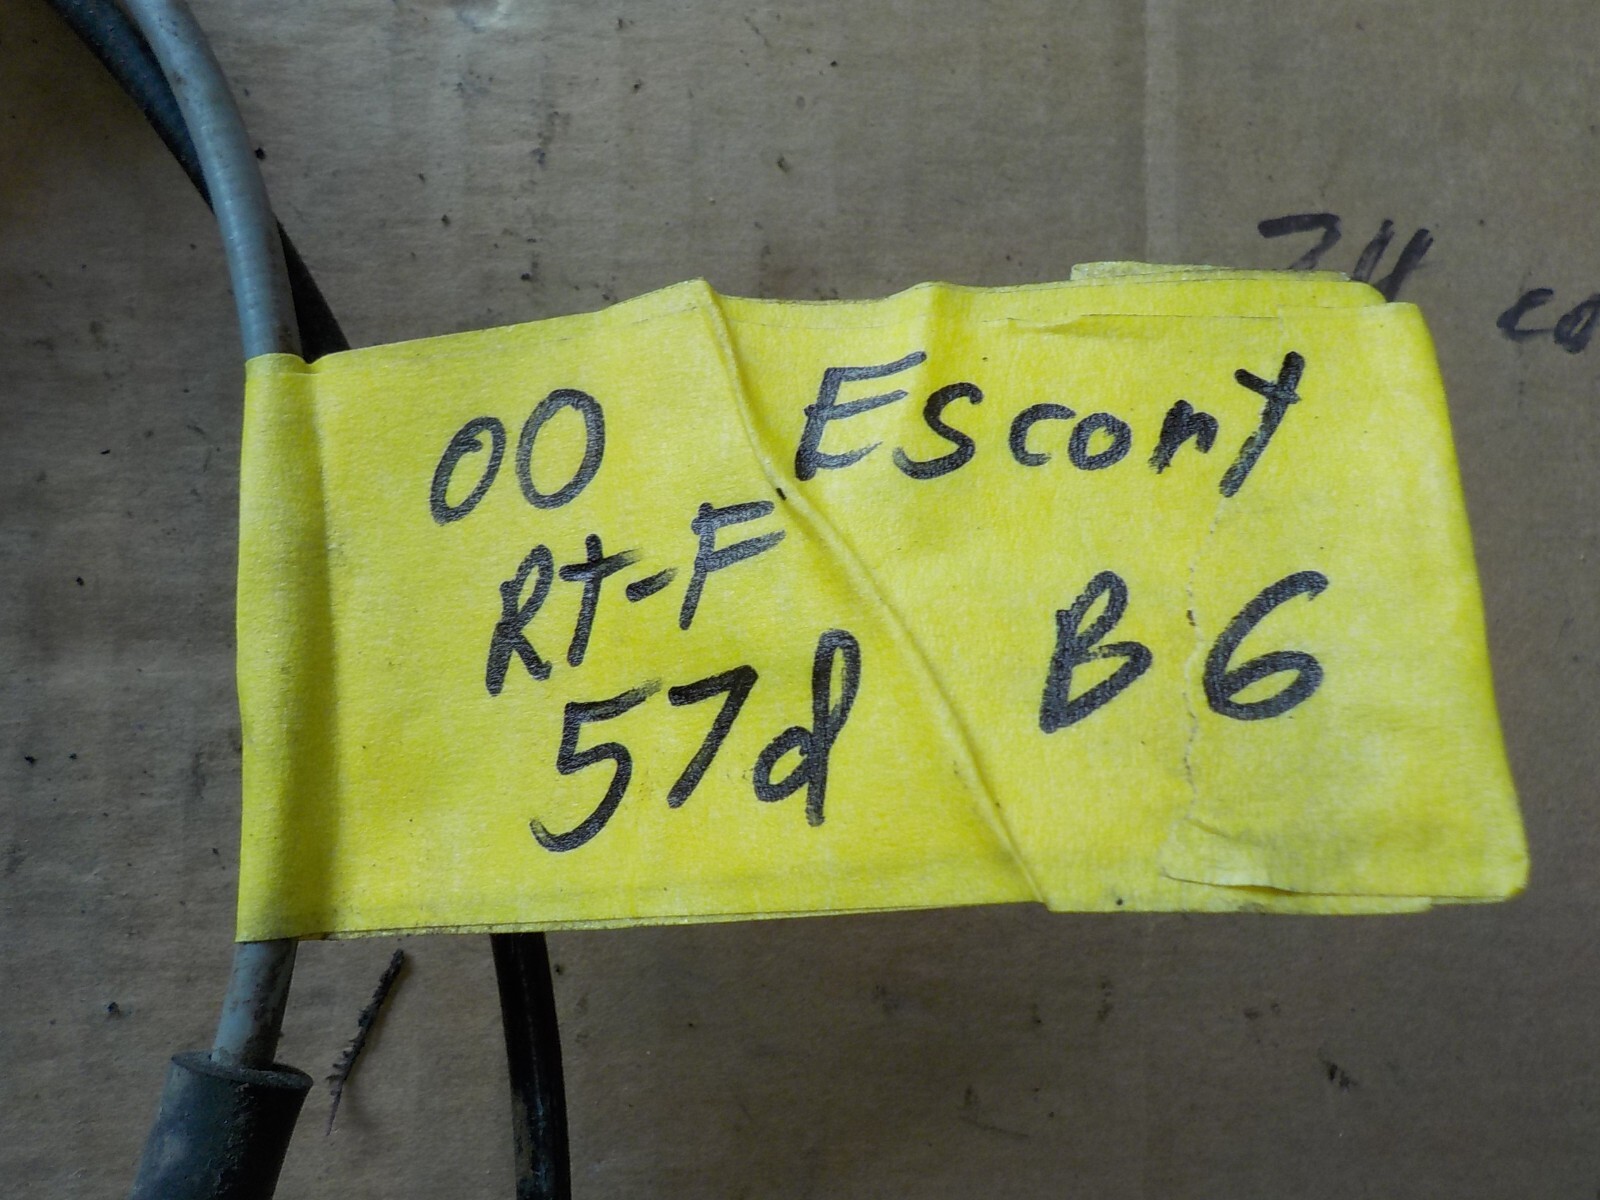 00 Escort
Rt-F
B6
57d